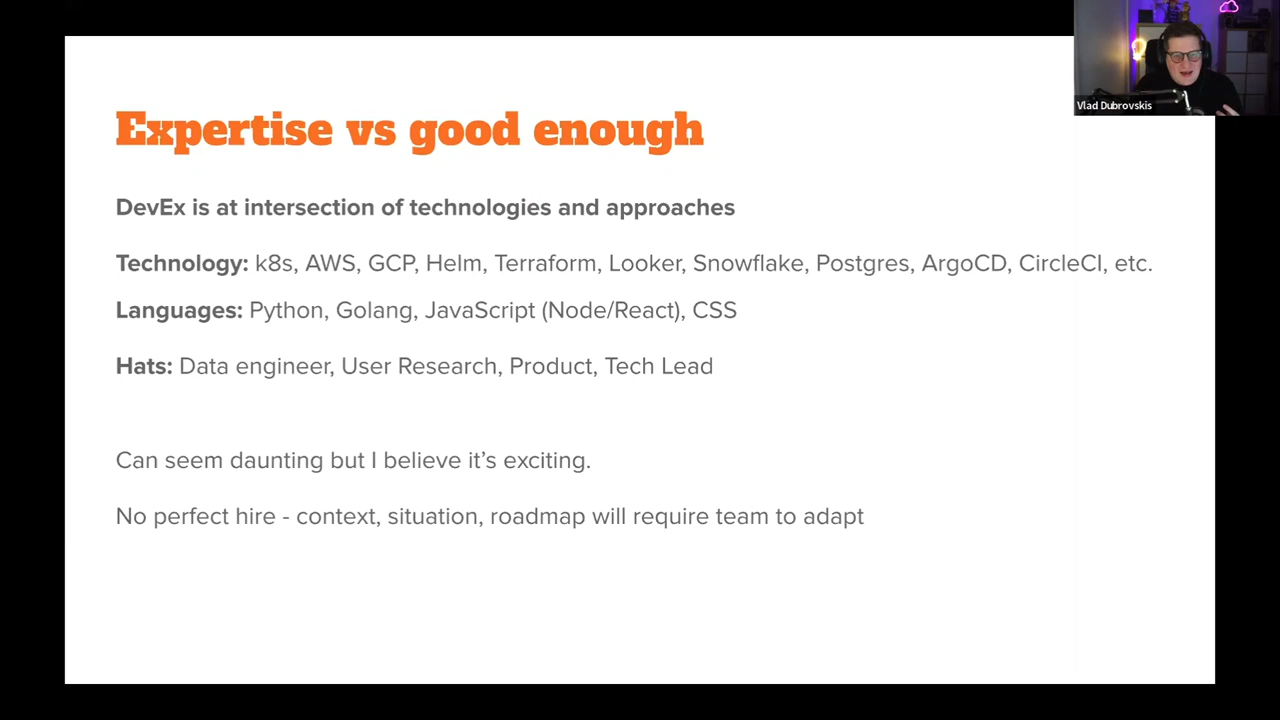 Expertise vs good enough
DevEx is at intersection of technologies and approaches
Technology: k8s, AWS, GCP, Helm, Terraform, Looker, Snowflake, Postgres, ArgoCD, CircleCI, etc.
Languages: Python, Golang, JavaScript (Node/React), CSS
Hats: Data engineer, User Research, Product, Tech Lead
Can seem daunting but I believe it’s exciting.
No perfect hire - context, situation, roadmap will require team to adapt
Vlad Dubrovskis